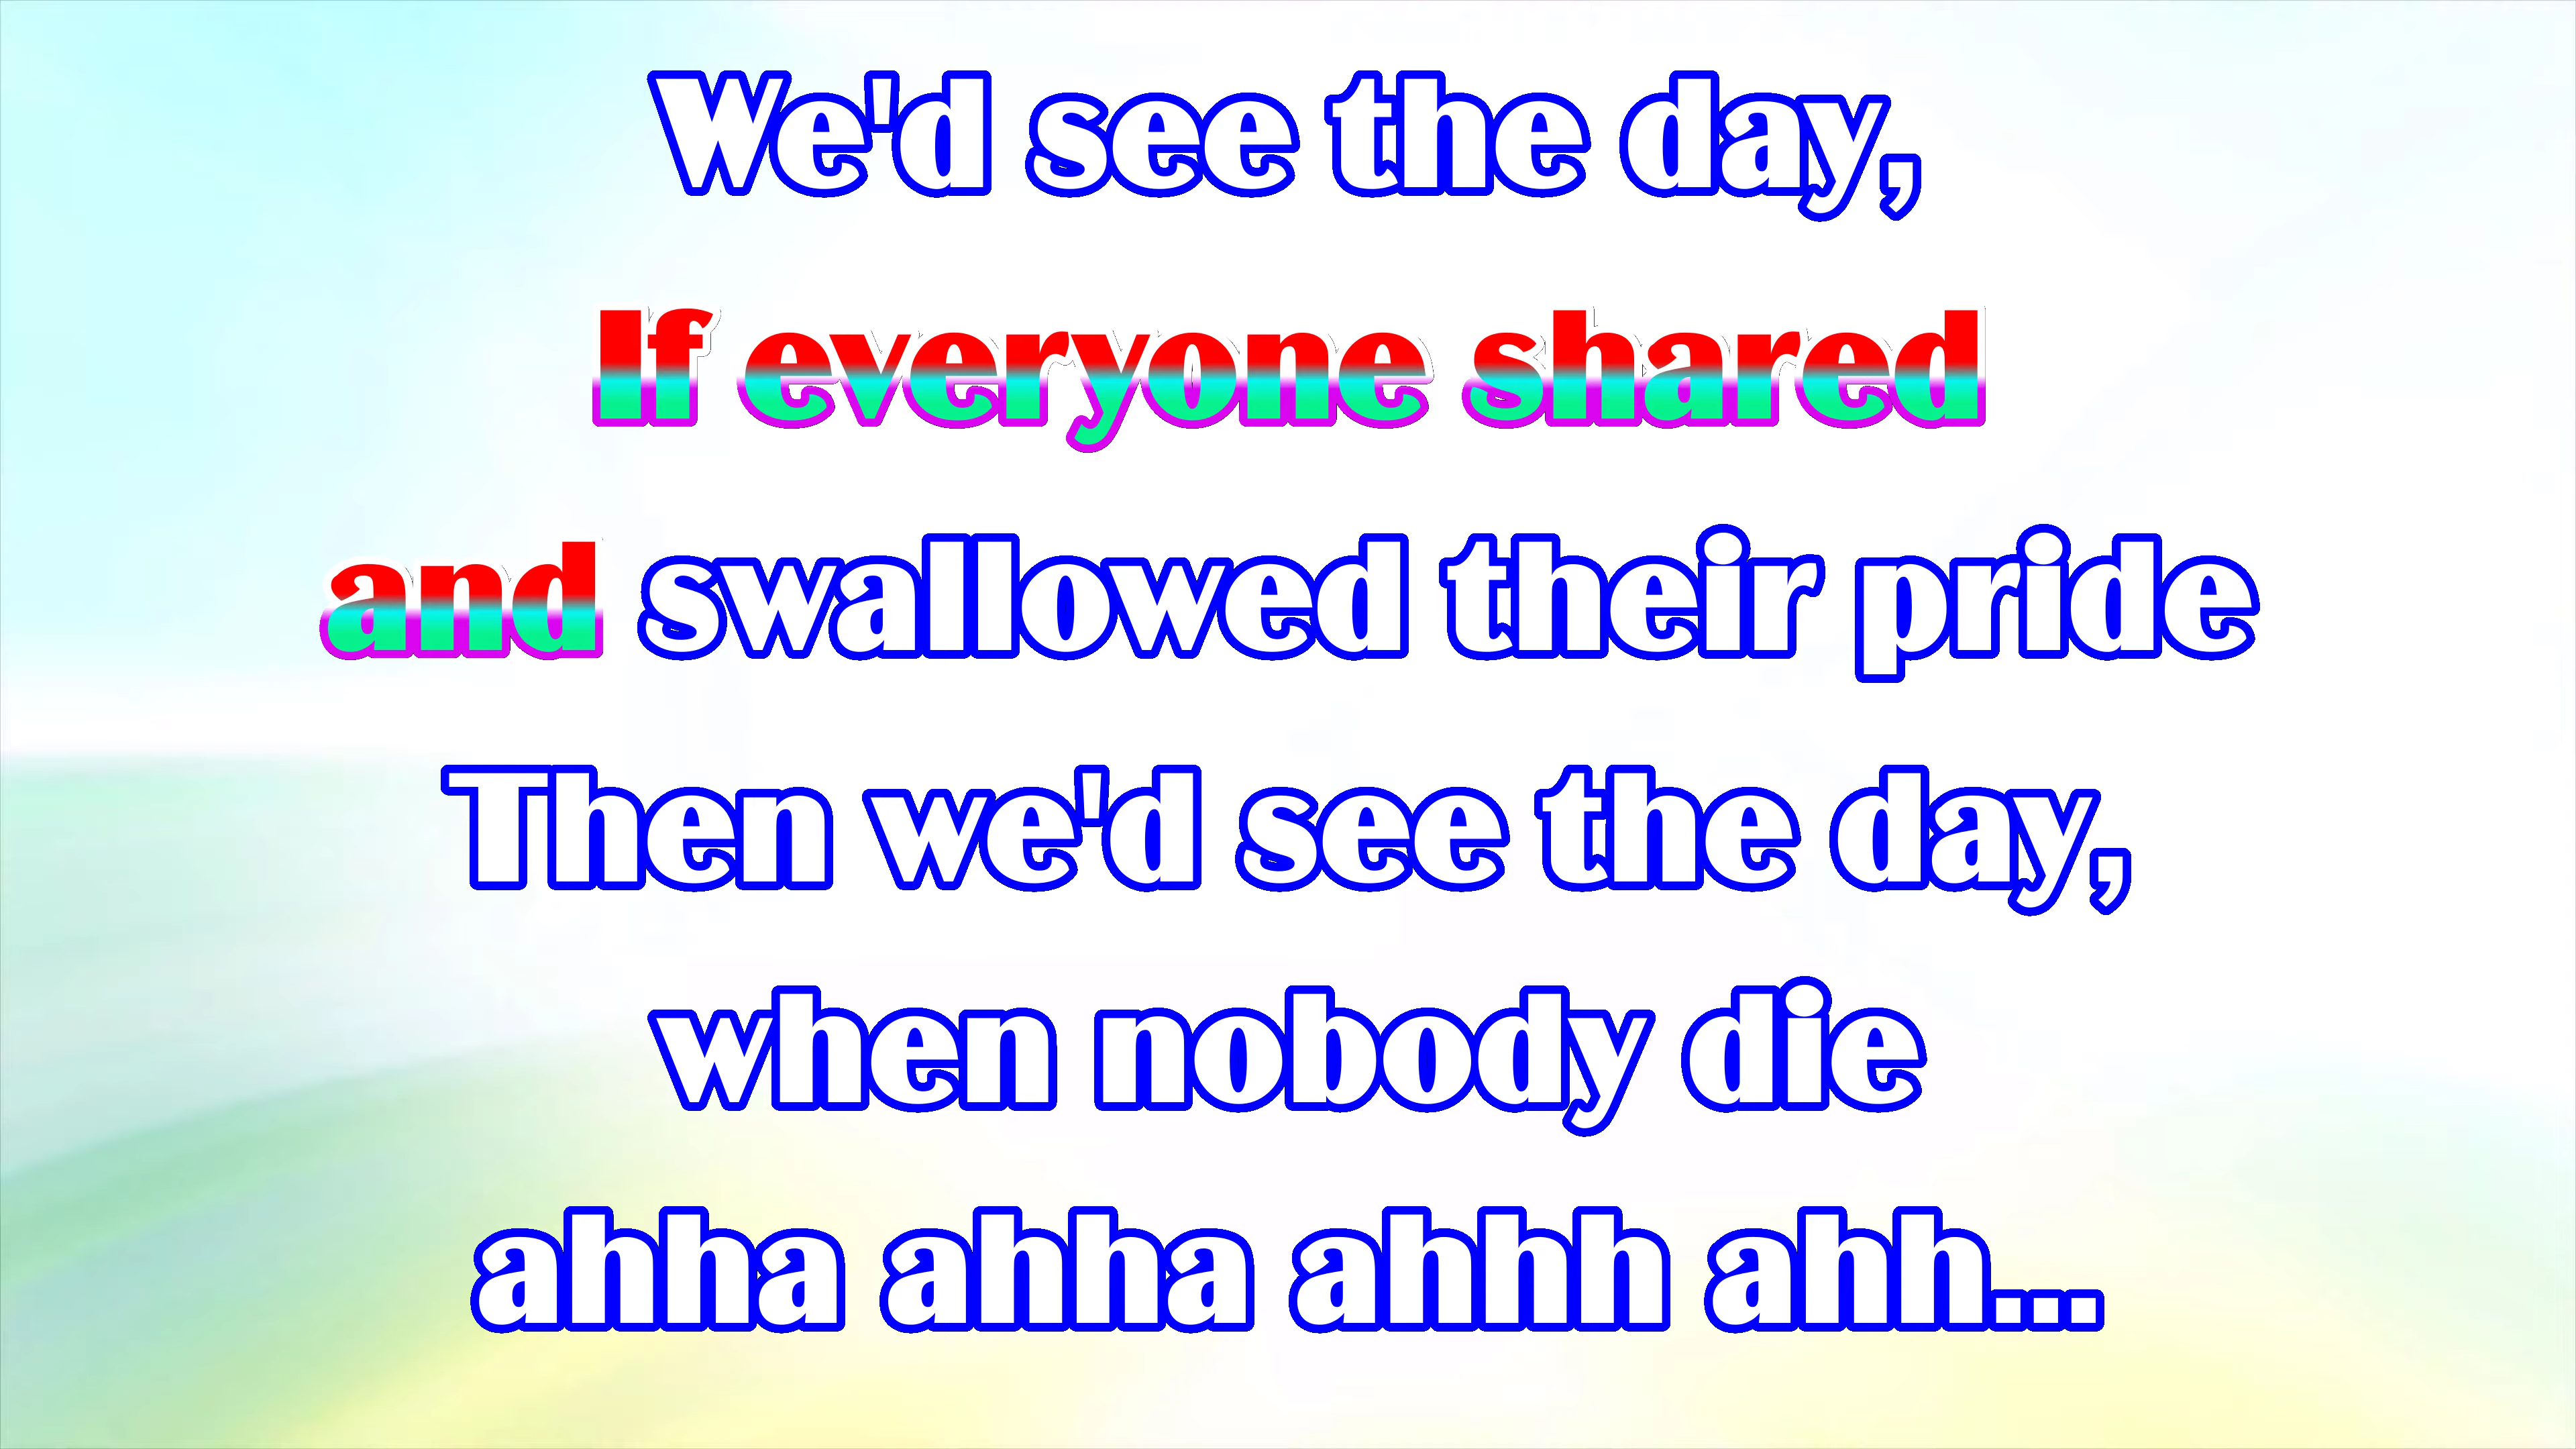 We'd see the day,
If everyone shared
and swallowed their pride
Then we'd see the day,
when nobody die
ahha ahha ahhh ahh...